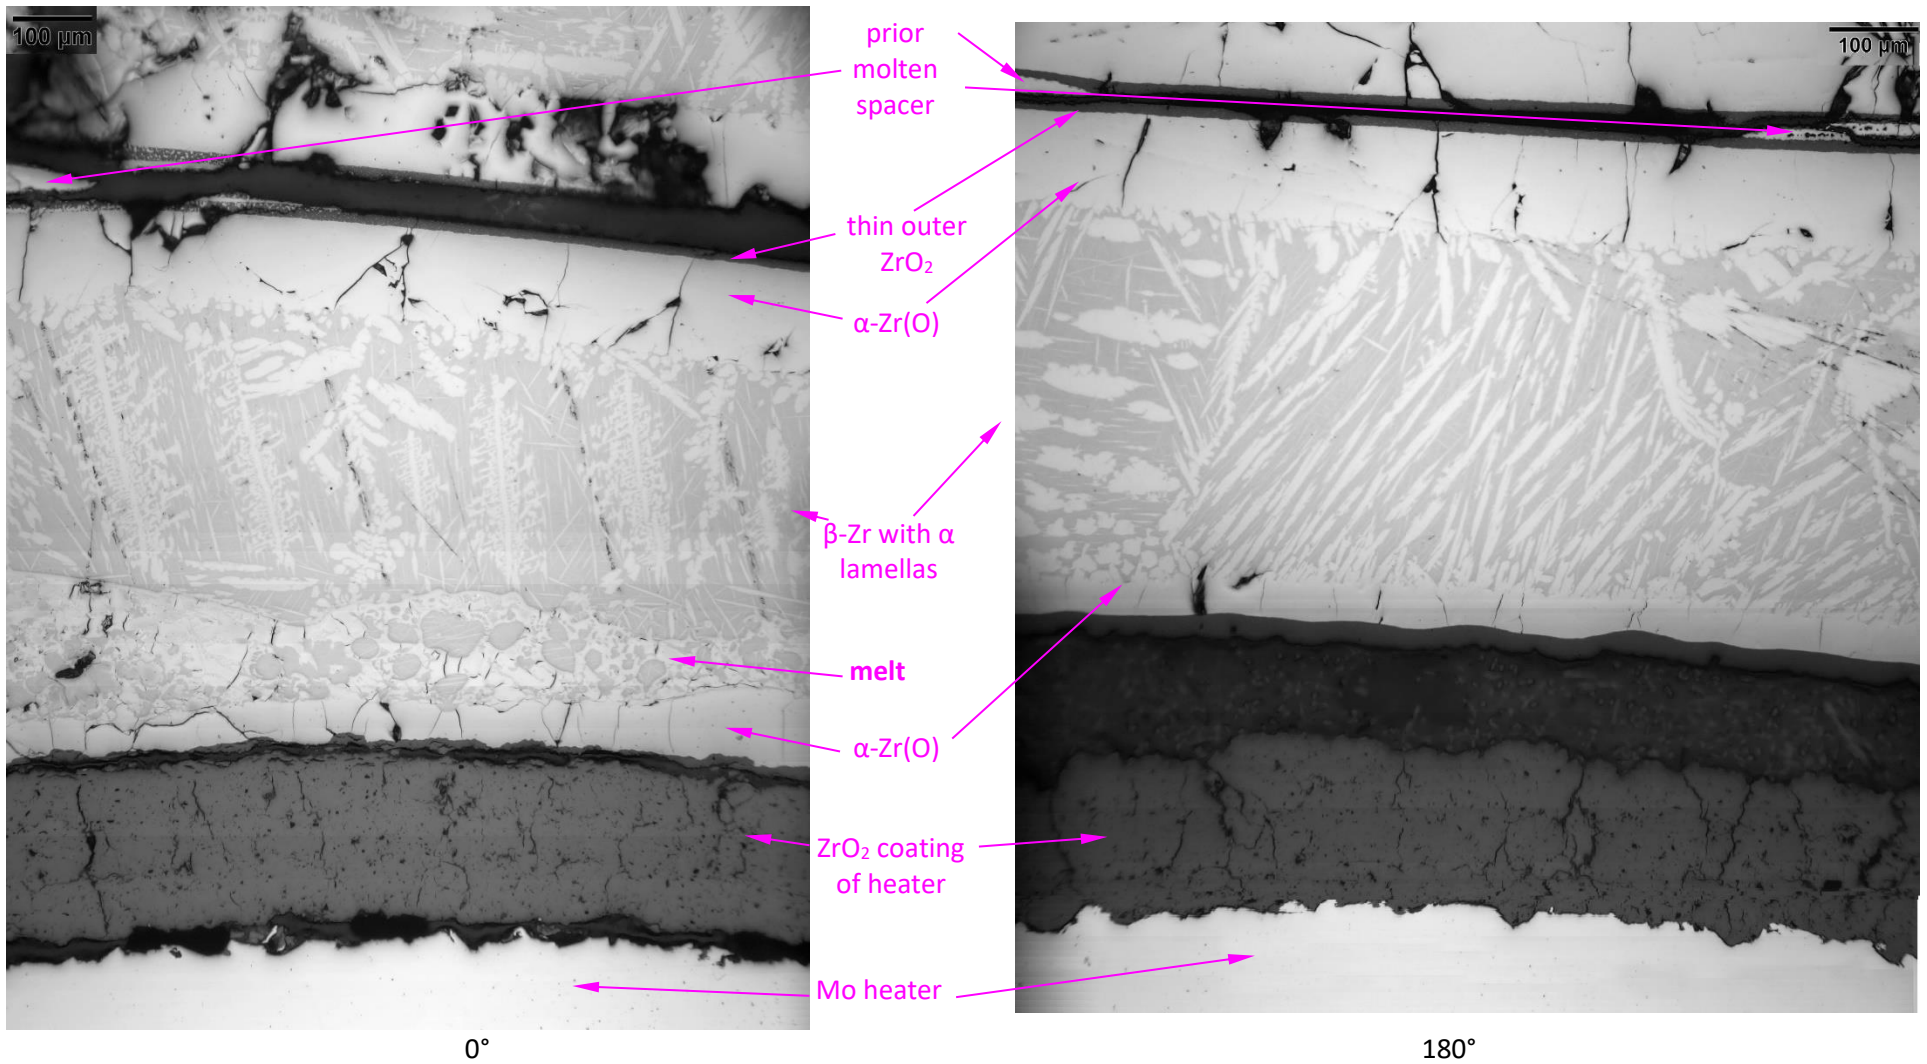 100 µm
100 µm
prior
molten
spacer
thin outer
ZrO₂
α-Zr(O)
β-Zr with α
lamellas
melt
α-Zr(O)
ZrO₂ coating
of heater
Mo heater
0°
180°